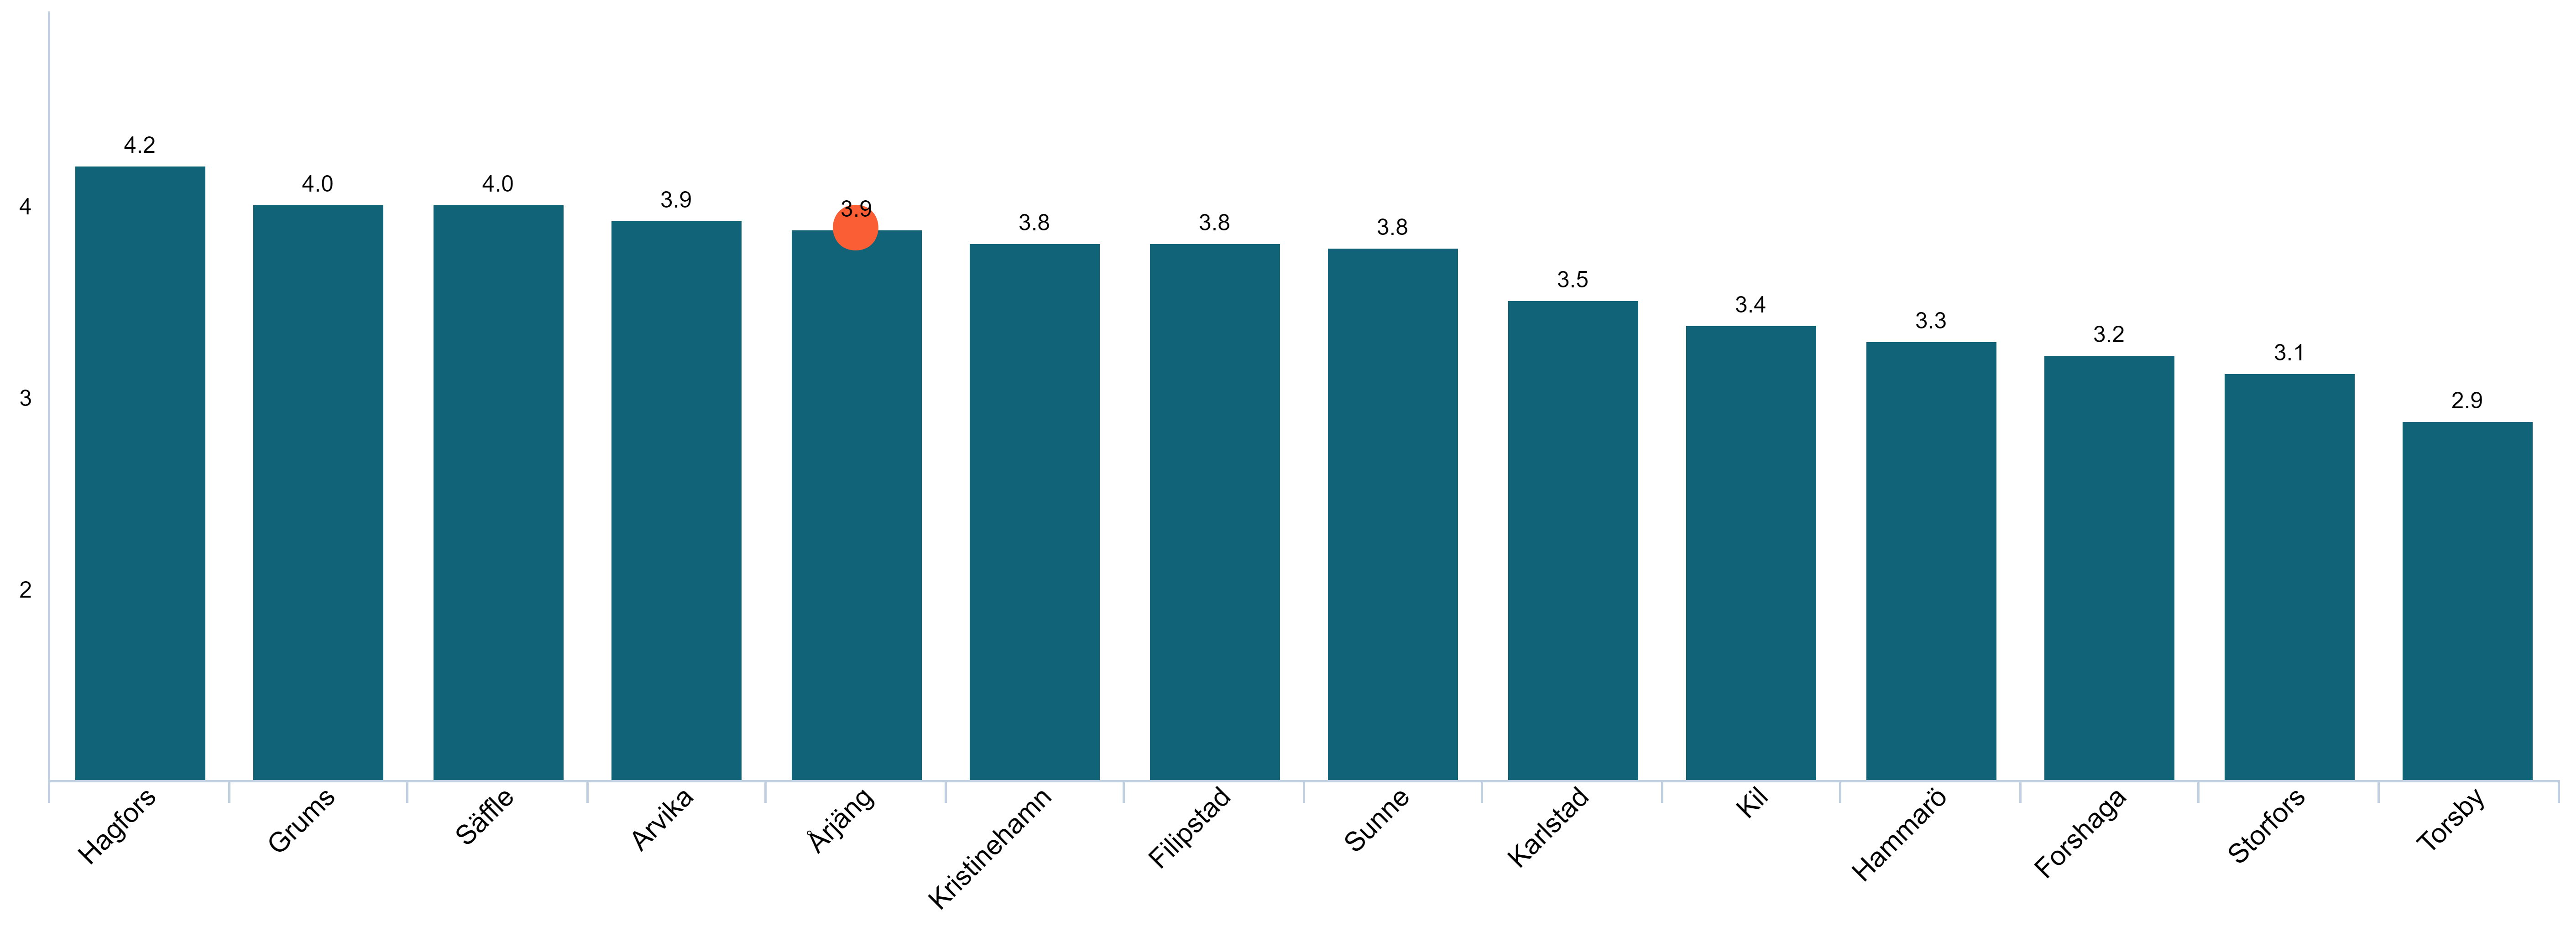 4.2
4.0
4.0
3.9
3.9
3.8
3.8
3.8
3.5
3.4
3.3
3.2
3.1
2.9
4
3
2
Hagfors
Grums
Säffle
Arvika
Årjäng
Kristinehamn
Filipstad
Sunne
Karlstad
Kil
Hammarö
Forshaga
Storfors
Torsby